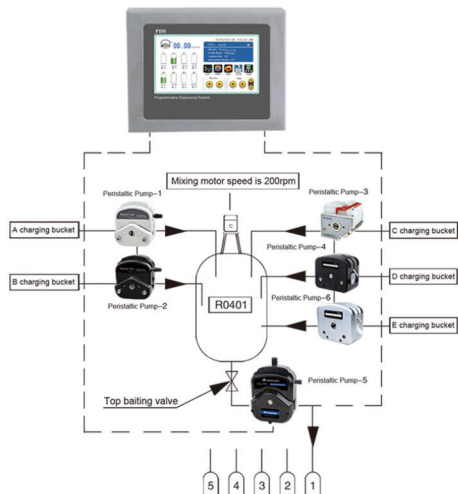 PDS
00.00
Programmable Dispensing System
Mixing motor speed is 200rpm
Peristaltic Pump-1
Peristaltic Pump-3
A charging bucket
C charging bucket
Peristaltic Pump-4
B charging bucket
D charging bucket
Peristaltic Pump-2
R0401
Peristaltic Pump-6
E charging bucket
Top baiting valve
Peristaltic Pump-5
5 4 3 2 1